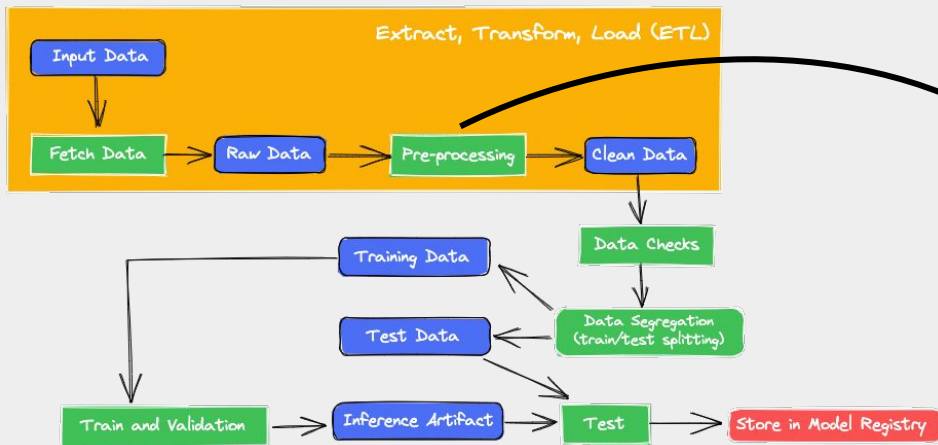 Extract, Transform, Load (ETL)
Input Data
Fetch Data
Raw Data
Pre-processing
Clean Data
Data Checks
Training Data
Data Segregation
(train/test splitting)
Test Data
Train and Validation
Inference Artifact
Test
Store in Model Registry